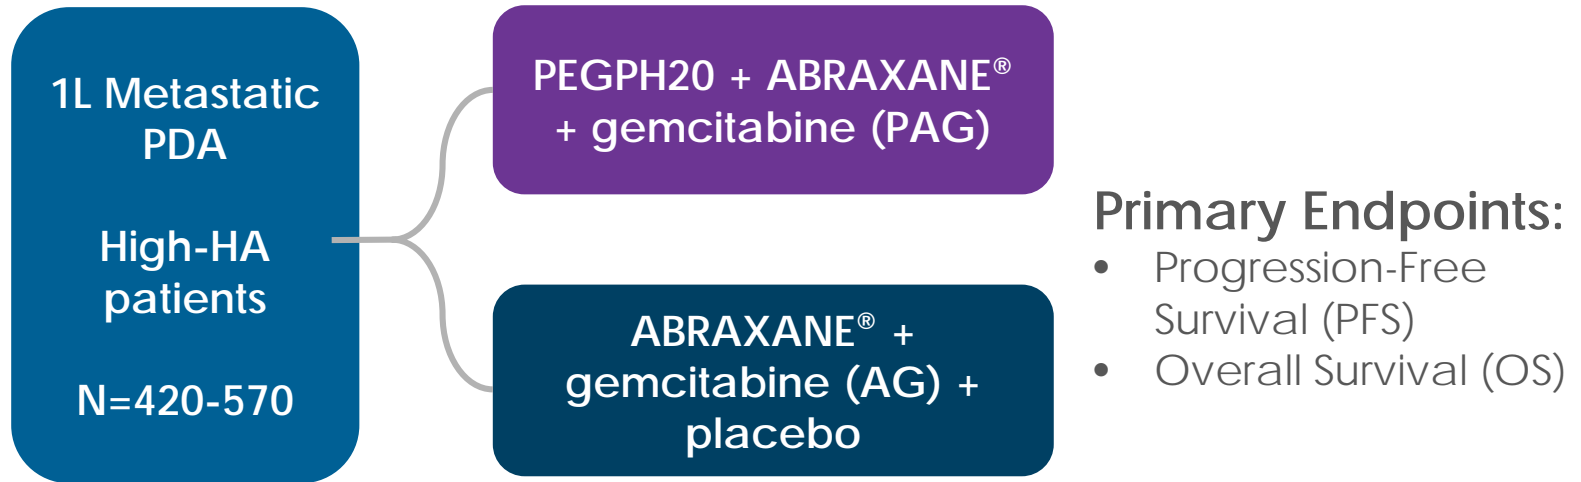 1L Metastatic
PDA
High-HA
patients
N=420-570
PEGPH20 + ABRAXANE®
+ gemcitabine (PAG)
ABRAXANE® +
gemcitabine (AG) +
placebo
Primary Endpoints:
• Progression-Free
Survival (PFS)
• Overall Survival (OS)